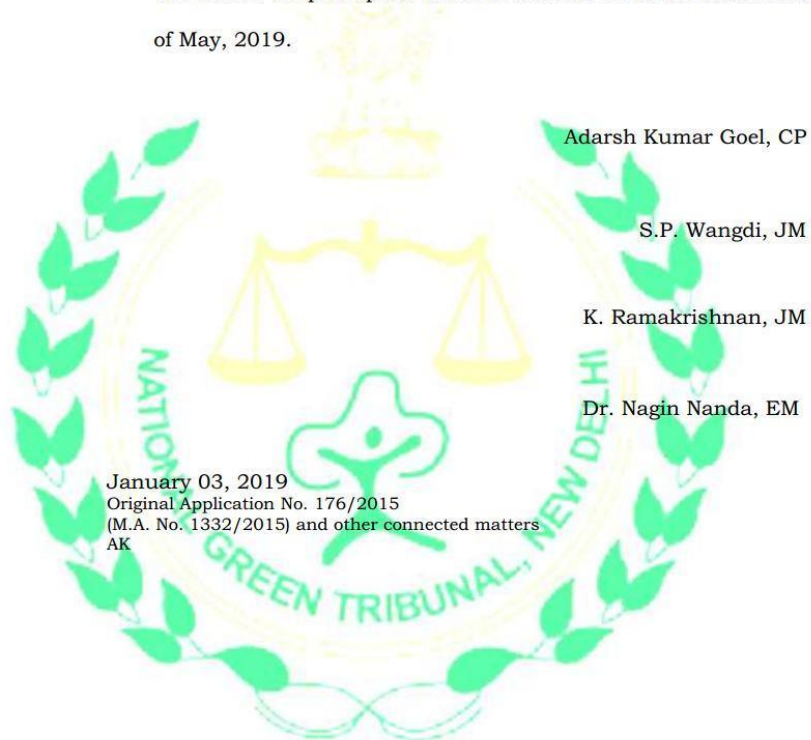 of May, 2019.
Adarsh Kumar Goel, CP
S.P. Wangdi, JM
K. Ramakrishnan, JM
Dr. Nagin Nanda, EM
January 03, 2019
Original Application No. 176/2015
(M.A. No. 1332/2015) and other connected matters
AK
NATIONAL GREEN TRIBUNAL, NEW DELHI